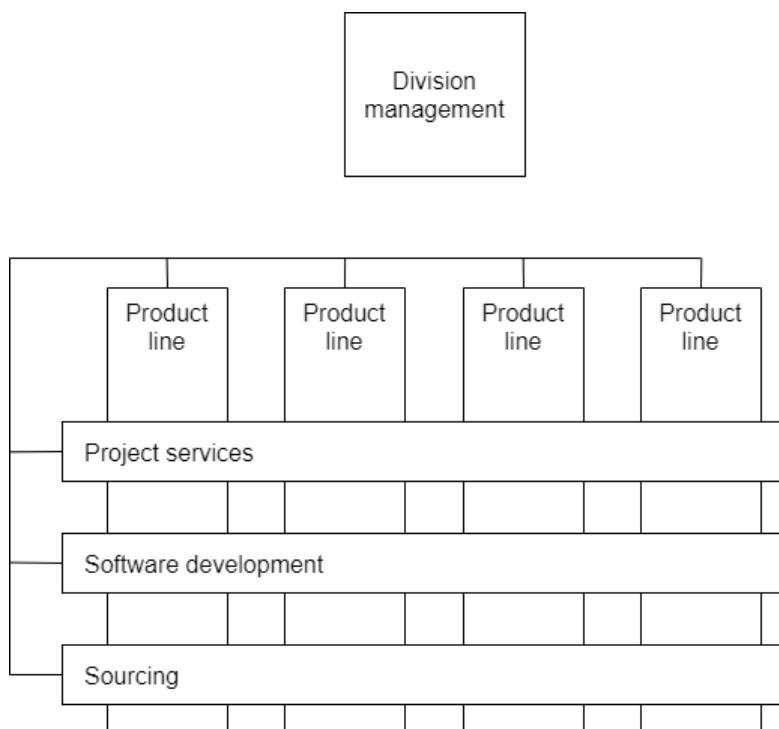 Division
management
Product
line
Product
line
Product
line
Product
line
Project services
Software development
Sourcing